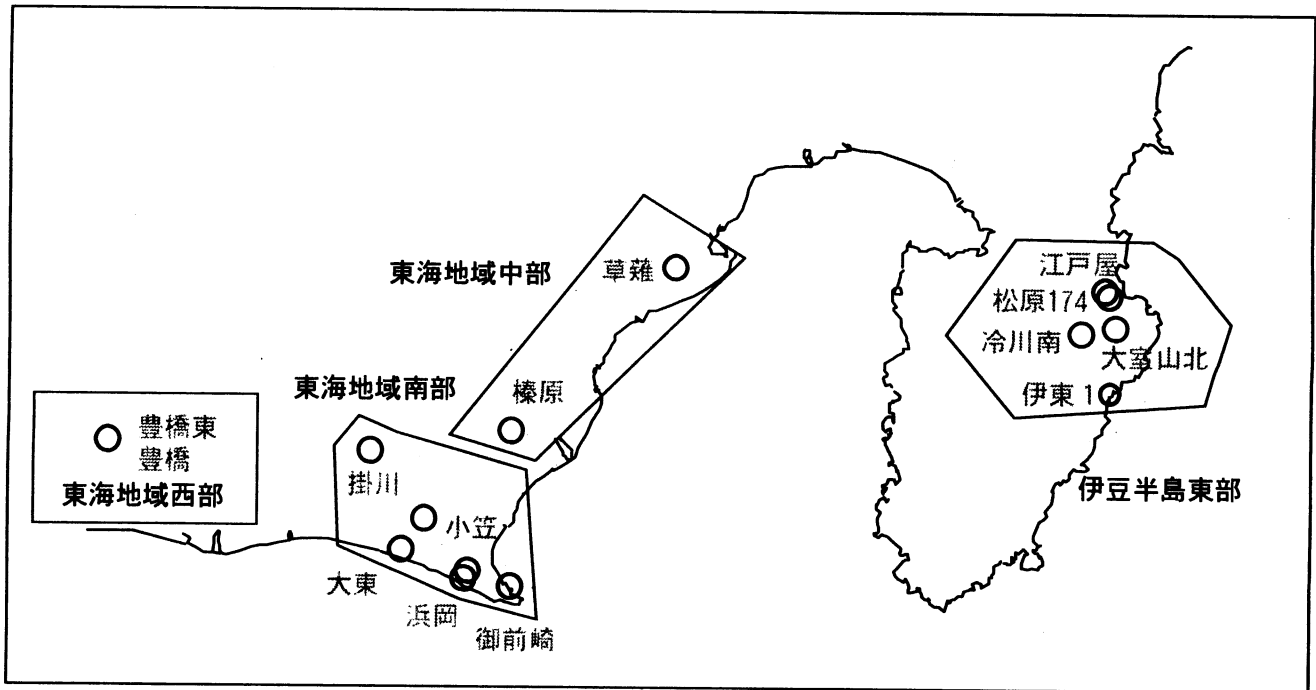 東海地域中部
草薙
榛原
東海地域南部
掛川
小笠
大東
浜岡
御前崎
豊橋東
豊橋
東海地域西部
江戸屋
松原174
冷川南
大室山北
伊東1
伊豆半島東部